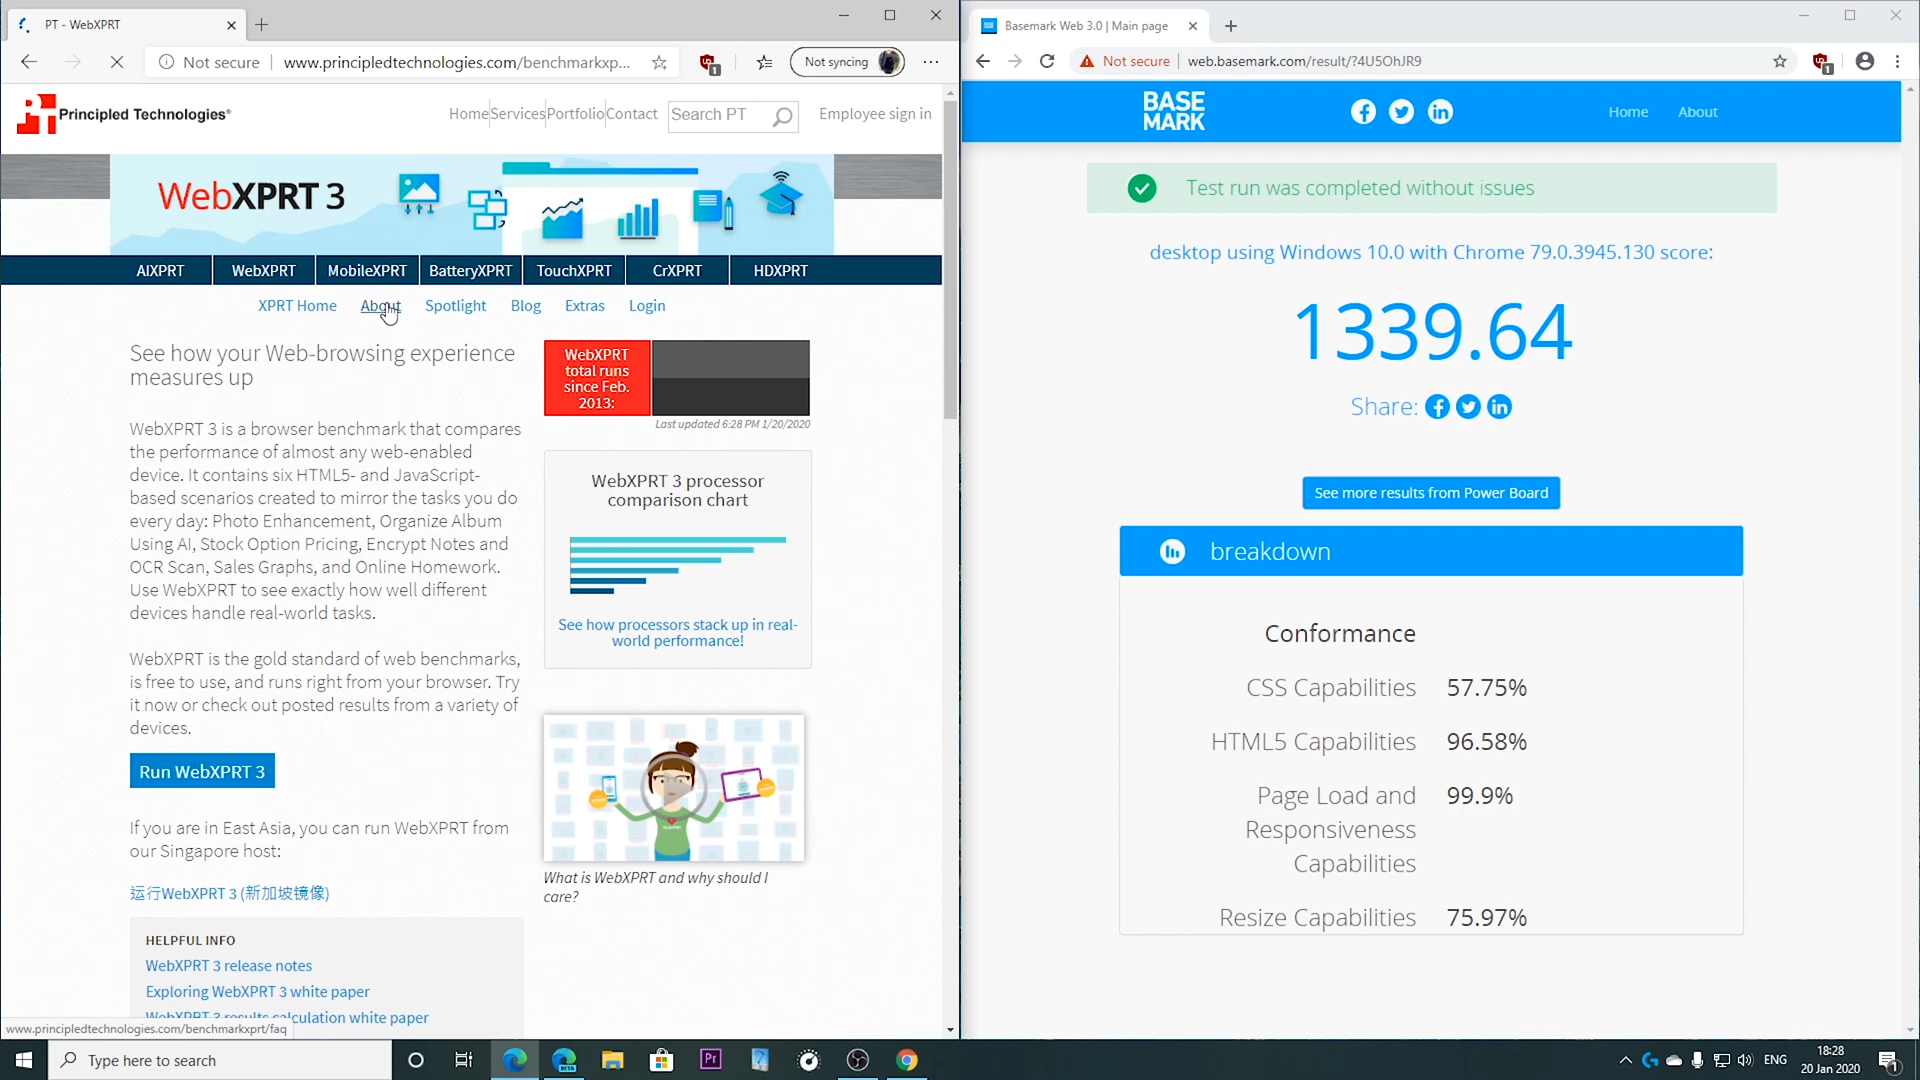 PT - WebXPRT
Not secure
www.principledtechnologies.com/benchmarkxp...
1
Not syncing
Principled Technologies®
Home
Services
Portfolio
Contact
Search PT
Employee sign in
WebXPRT 3
AIXPRT
WebXPRT
MobileXPRT
BatteryXPRT
TouchXPRT
CrXPRT
HDXPRT
XPRT Home
About
Spotlight
Blog
Extras
Login
See how your Web-browsing experience
measures up
WebXPRT 3 is a browser benchmark that compares
the performance of almost any web-enabled
device. It contains six HTML5- and JavaScript-
based scenarios created to mirror the tasks you do
every day: Photo Enhancement, Organize Album
Using AI, Stock Option Pricing, Encrypt Notes and
OCR Scan, Sales Graphs, and Online Homework.
Use WebXPRT to see exactly how well different
devices handle real-world tasks.
WebXPRT is the gold standard of web benchmarks,
is free to use, and runs right from your browser. Try
it now or check out posted results from a variety of
devices.
Run WebXPRT 3
If you are in East Asia, you can run WebXPRT from
our Singapore host:
运行WebXPRT 3 (新加坡镜像)
HELPFUL INFO
WebXPRT 3 release notes
Exploring WebXPRT 3 white paper
WebXPRT 3 results calculation white paper
www.principledtechnologies.com/benchmarkxprt/faq
WebXPRT
total runs
since Feb.
2013:
Last updated 6:28 PM 1/20/2020
WebXPRT 3 processor
comparison chart
See how processors stack up in real-
world performance!
What is WebXPRT and why should I
care?
Basemark Web 3.0 | Main page
Not secure
web.basemark.com/result/?4U5OhJR9
1
BASE
MARK
Home
About
Test run was completed without issues
desktop using Windows 10.0 with Chrome 79.0.3945.130 score:
1339.64
Share:
See more results from Power Board
breakdown
Conformance
CSS Capabilities 57.75%
HTML5 Capabilities 96.58%
Page Load and 99.9%
Responsiveness
Capabilities
Resize Capabilities 75.97%
Type here to search
BETA
Pr
ENG
18:28
20 Jan 2020
1